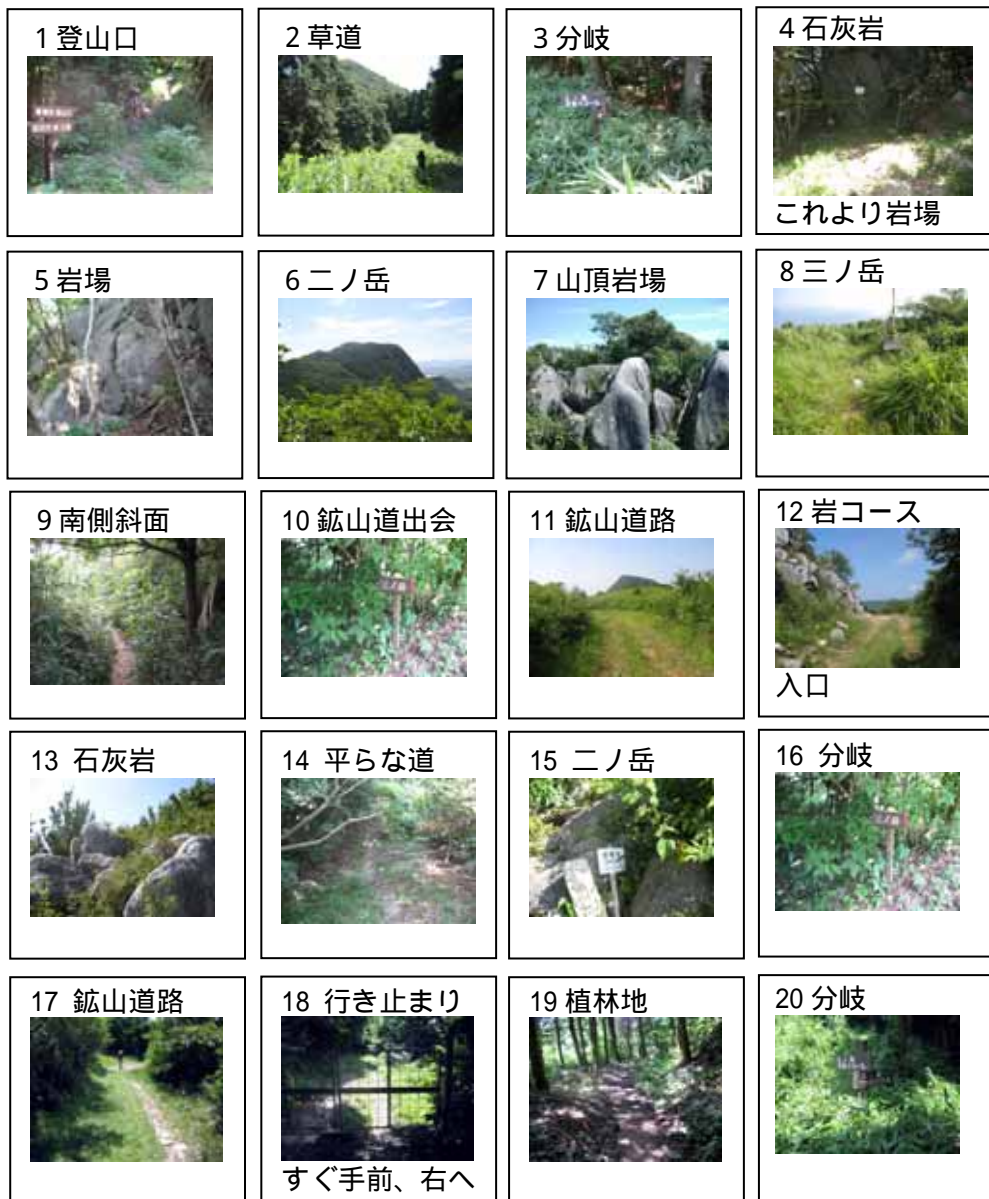 1 登山口
2 草道
3 分岐
4 石灰岩
これより岩場
5 岩場
6 二ノ岳
7 山頂岩場
8 三ノ岳
9 南側斜面
10 鉱山道出会
11 鉱山道路
12 岩コース
入口
13 石灰岩
14 平らな道
15 二ノ岳
16 分岐
17 鉱山道路
18 行き止まり
すぐ手前、右へ
19 植林地
20 分岐